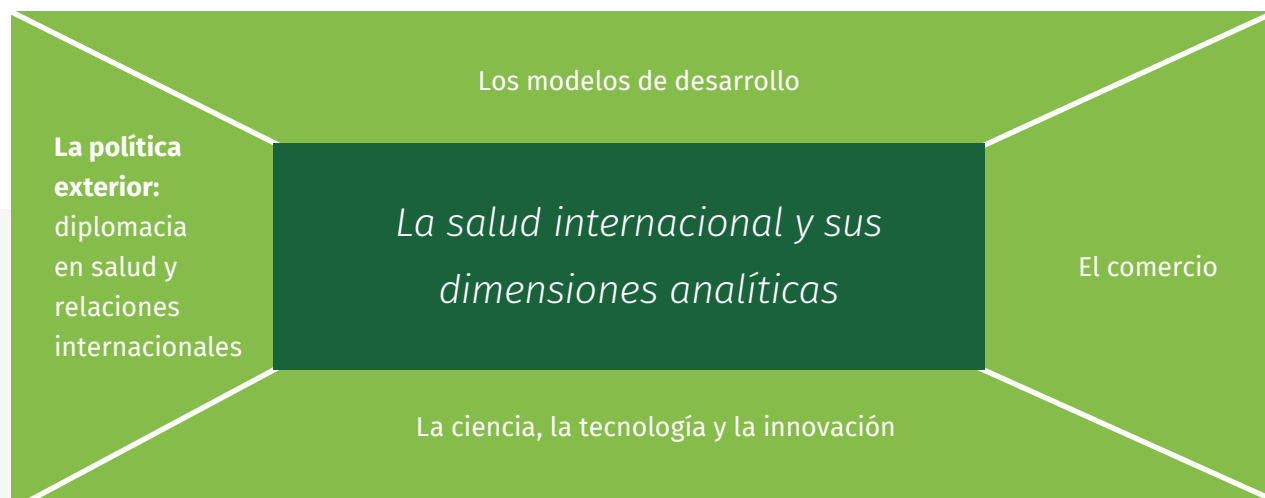 Los modelos de desarrollo
La política
exterior:
diplomacia
en salud y
relaciones
internacionales
La salud internacional y sus
dimensiones analíticas
El comercio
La ciencia, la tecnología y la innovación